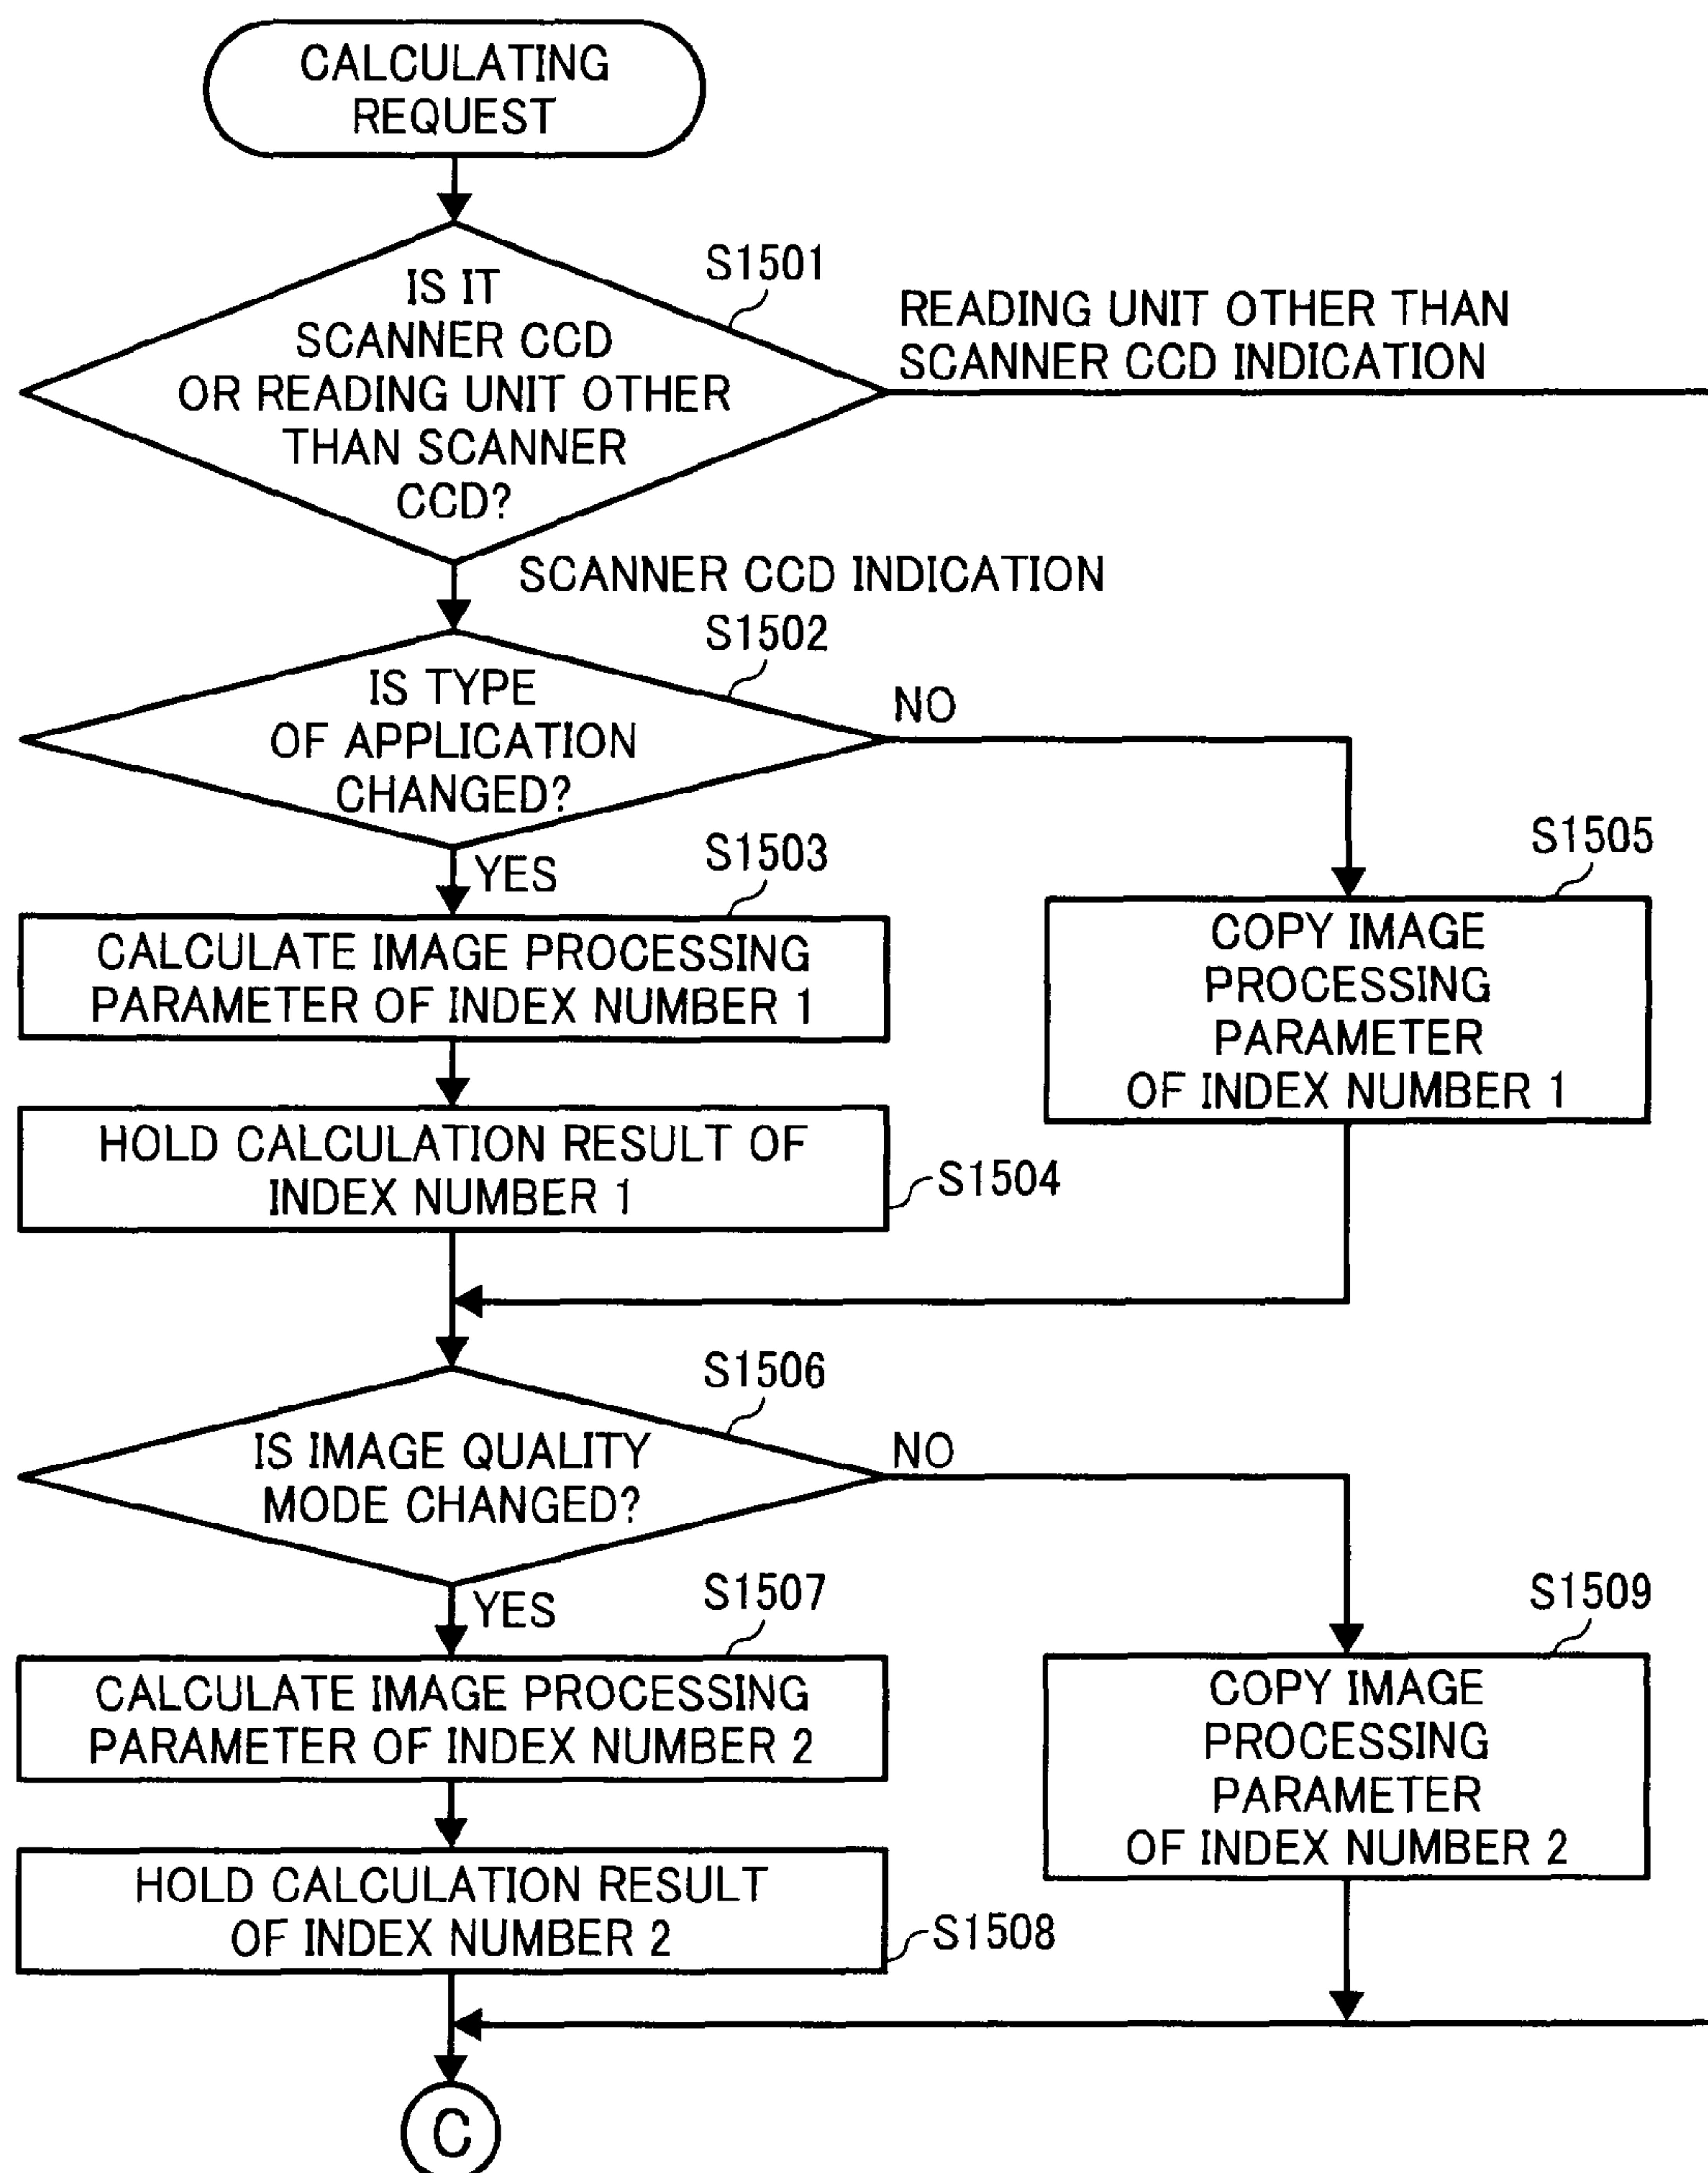 CALCULATING
REQUEST
S1501
IS IT
SCANNER CCD
OR READING UNIT OTHER
THAN SCANNER
CCD?
READING UNIT OTHER THAN
SCANNER CCD INDICATION
SCANNER CCD INDICATION
S1502
IS TYPE
OF APPLICATION
CHANGED?
NO
YES
S1503
CALCULATE IMAGE PROCESSING
PARAMETER OF INDEX NUMBER 1
S1505
COPY IMAGE
PROCESSING
PARAMETER
OF INDEX NUMBER 1
HOLD CALCULATION RESULT OF
INDEX NUMBER 1
S1504
S1506
IS IMAGE QUALITY
MODE CHANGED?
NO
YES
S1507
CALCULATE IMAGE PROCESSING
PARAMETER OF INDEX NUMBER 2
S1509
COPY IMAGE
PROCESSING
PARAMETER
OF INDEX NUMBER 2
HOLD CALCULATION RESULT
OF INDEX NUMBER 2
S1508
C